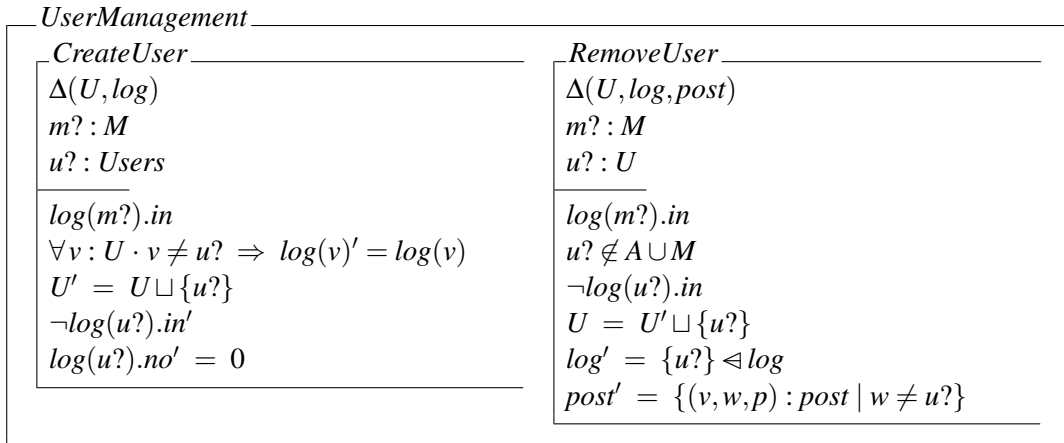 UserManagement
CreateUser
Δ(U,log)
m? : M
u? : Users
log(m?).in
∀v : U · v ≠ u? ⇒ log(v)′ = log(v)
U′ = U ⊔ {u?}
¬log(u?).in′
log(u?).no′ = 0
RemoveUser
Δ(U,log,post)
m? : M
u? : U
log(m?).in
u? ∉ A ∪ M
¬log(u?).in
U = U′ ⊔ {u?}
log′ = {u?} ⩤ log
post′ = {(v,w,p) : post | w ≠ u?}